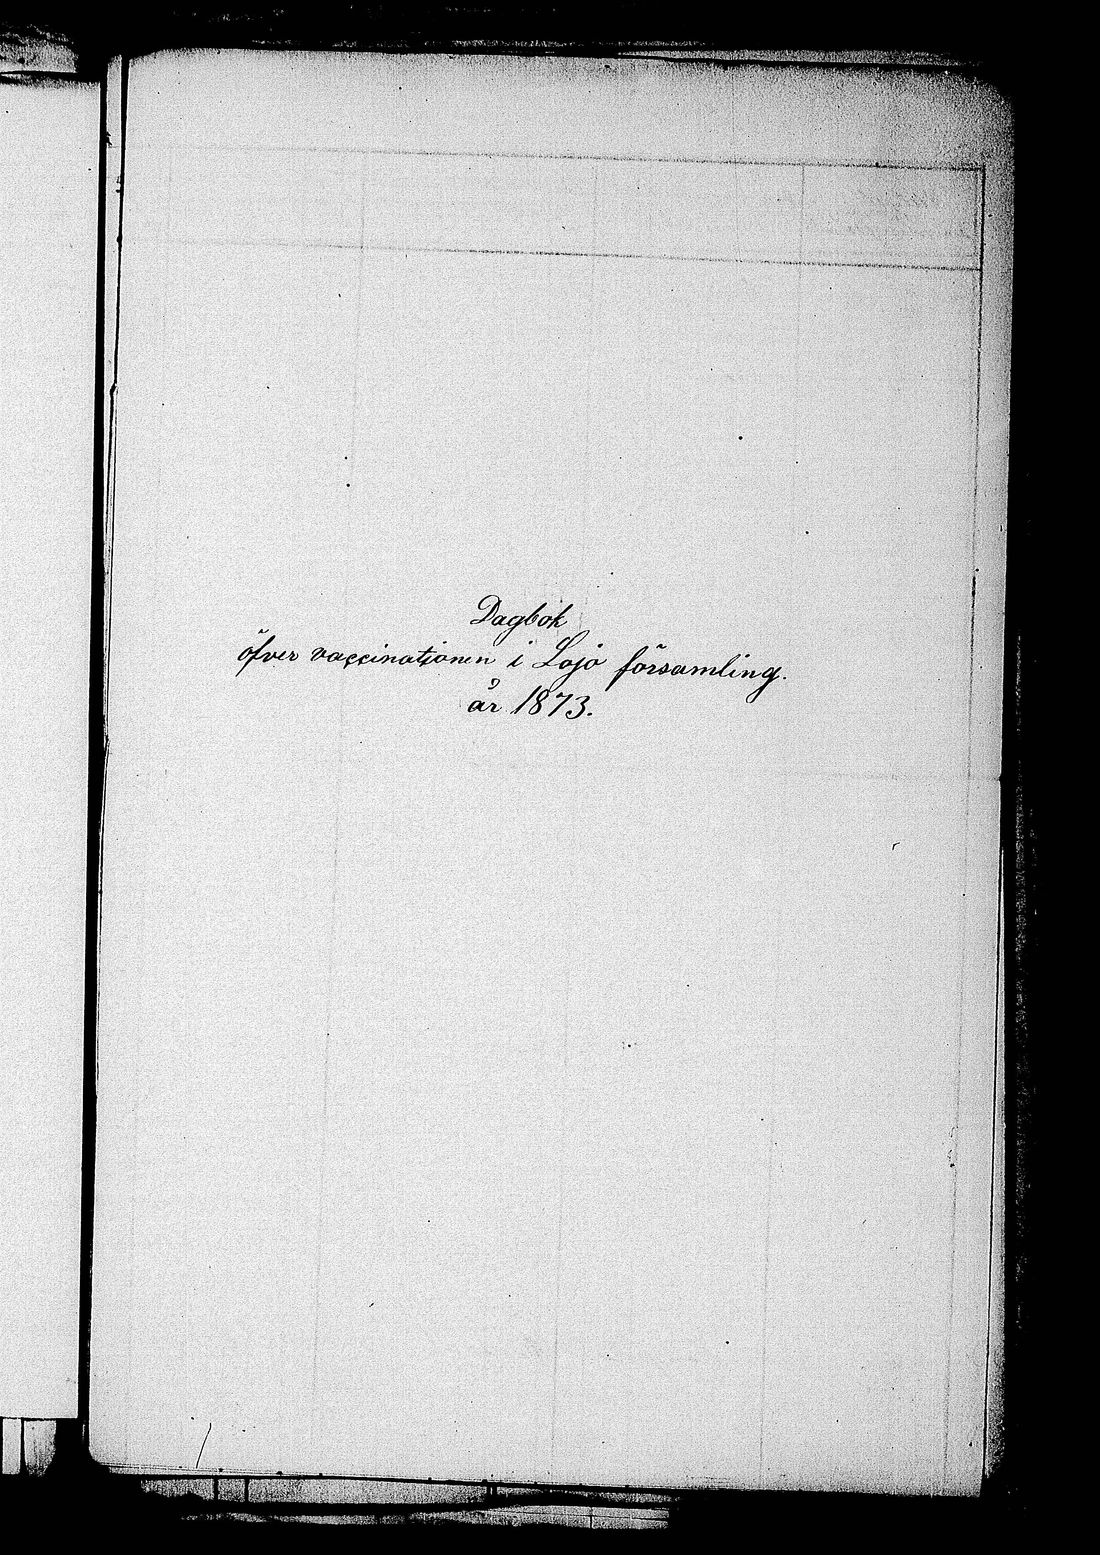 Dagbok
öfver vaccinationen i Lojo församling.
år 1873.